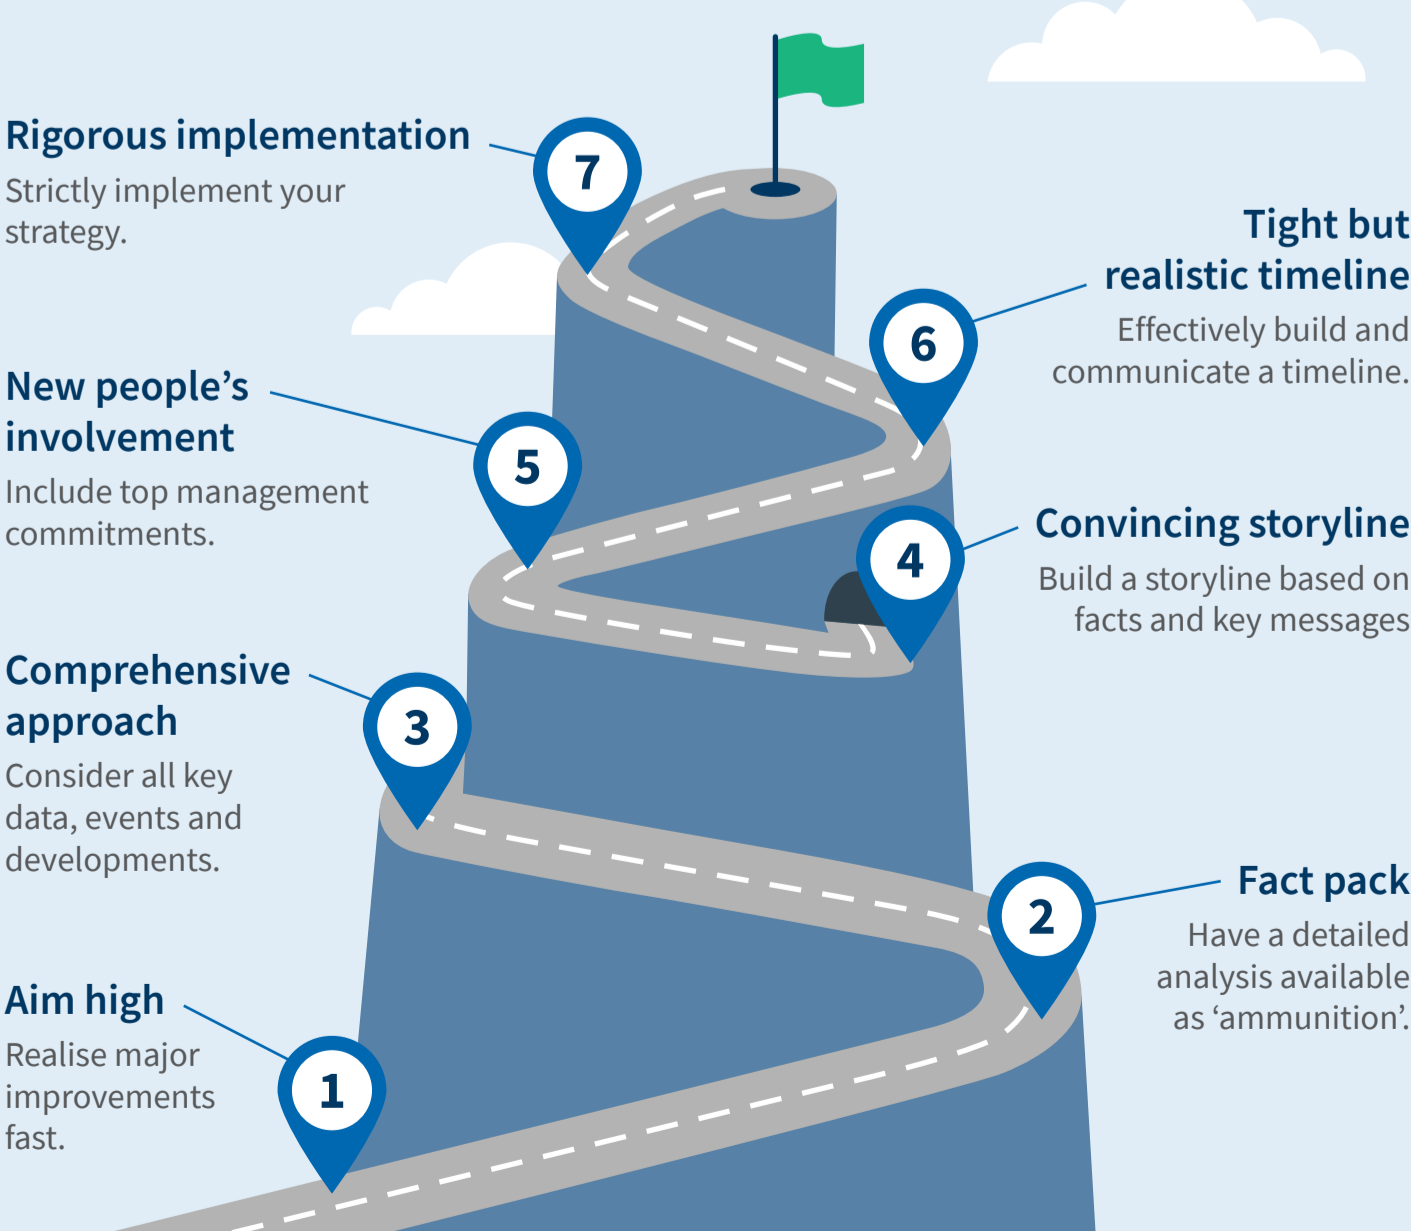 Rigorous implementation
Strictly implement your
strategy.
7
Tight but
realistic timeline
Effectively build and
communicate a timeline.
6
New people’s
involvement
Include top management
commitments.
5
Convincing storyline
Build a storyline based on
facts and key messages
4
Comprehensive
approach
Consider all key
data, events and
developments.
3
Fact pack
Have a detailed
analysis available
as ‘ammunition’.
2
Aim high
Realise major
improvements
fast.
1